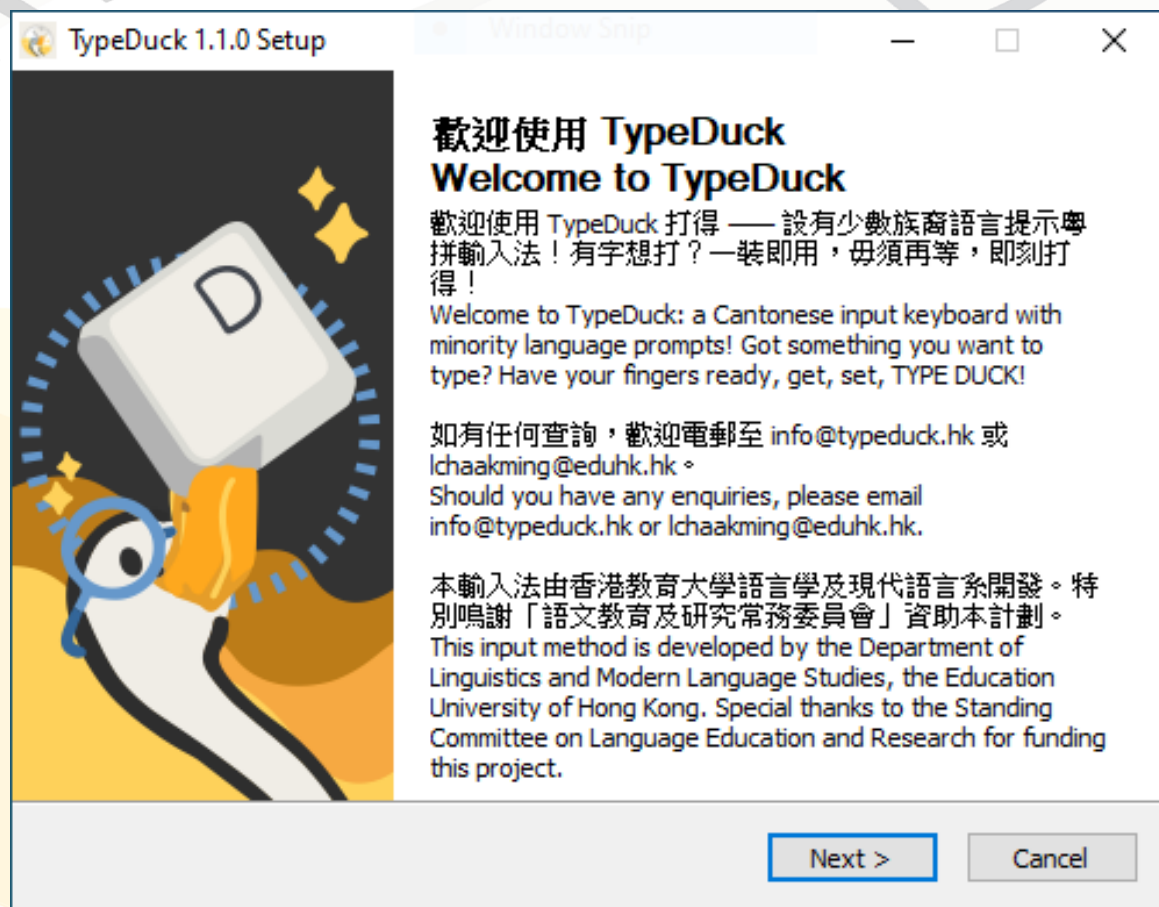 TypeDuck 1.1.0 Setup
Window Snip
歡迎使用 TypeDuck
Welcome to TypeDuck
歡迎使用 TypeDuck 打得 —— 設有少數族裔語言提示粵
拼輸入法！有字想打？一裝即用，毋須再等，即刻打
得！
Welcome to TypeDuck: a Cantonese input keyboard with
minority language prompts! Got something you want to
type? Have your fingers ready, get, set, TYPE DUCK!
如有任何查詢，歡迎電郵至 info@typeduck.hk 或
lchaakming@eduhk.hk。
Should you have any enquiries, please email
info@typeduck.hk or lchaakming@eduhk.hk.
本輸入法由香港教育大學語言學及現代語言系開發。特
別鳴謝「語文教育及研究常務委員會」資助本計劃。
This input method is developed by the Department of
Linguistics and Modern Language Studies, the Education
University of Hong Kong. Special thanks to the Standing
Committee on Language Education and Research for funding
this project.
D
Next >
Cancel